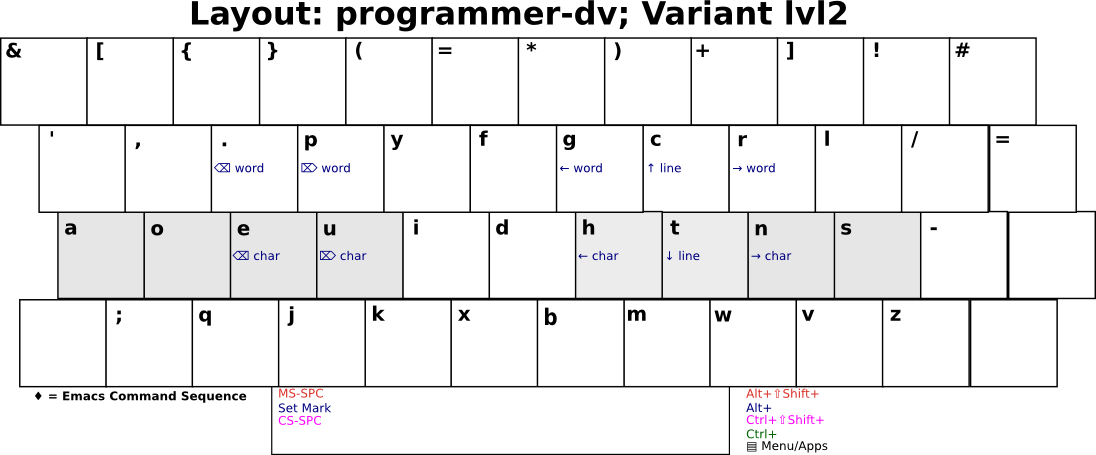 Layout: programmer-dv; Variant lvl2
& [ { } ( = * ) + ] ! #
' , . p y f g c r l / =
⌫ word ⌦ word ← word ↑ line → word
a o e u i d h t n s -
⌫ char ⌦ char ← char ↓ line → char
; q j k x b m w v z
♦ = Emacs Command Sequence
MS-SPC
Set Mark
CS-SPC
Alt+⇧Shift+
Alt+
Ctrl+⇧Shift+
Ctrl+
▤ Menu/Apps